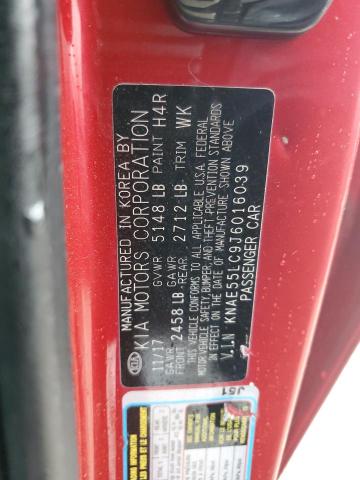 MANUFACTURED IN KOREA BY
KIA MOTORS CORPORATION
11/17 GVWR 5148 LB PAINT H4R
GAWR FRONT 2458 LB GAWR REAR 2712 LB TRIM WK
THIS VEHICLE CONFORMS TO ALL APPLICABLE U.S.A. FEDERAL
MOTOR VEHICLE SAFETY, BUMPER, AND THEFT-PREVENTION STANDARDS
IN EFFECT ON THE DATE OF MANUFACTURE SHOWN ABOVE
V.I.N KNAE55LC9J6016039
PASSENGER CAR
KIA
J51